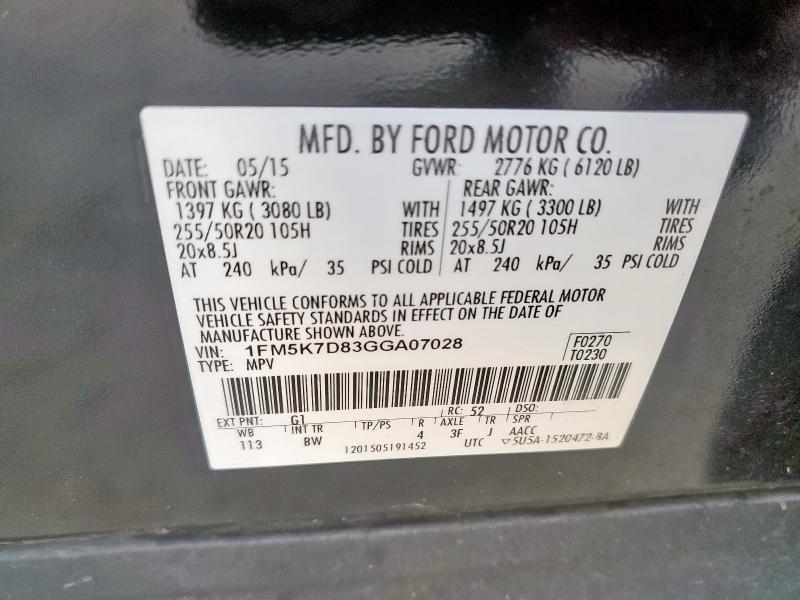 MFD. BY FORD MOTOR CO.
DATE: 05/15 GVWR: 2776 KG ( 6120 LB)
FRONT GAWR: REAR GAWR:
1397 KG ( 3080 LB) WITH 1497 KG ( 3300 LB) WITH
255/50R20 105H TIRES 255/50R20 105H TIRES
20x8.5J RIMS 20x8.5J RIMS
AT 240 kPa/ 35 PSI COLD AT 240 kPa/ 35 PSI COLD
THIS VEHICLE CONFORMS TO ALL APPLICABLE FEDERAL MOTOR
VEHICLE SAFETY STANDARDS IN EFFECT ON THE DATE OF
MANUFACTURE SHOWN ABOVE.
VIN: 1FM5K7D83GGA07028 F0270
TYPE: MPV T0230
EXT PNT: G1 RC: 52 DSO:
WB INT TR TP/PS R AXLE TR SPR
113 BW 4 3F J AACC
1201505191452 UTC ▽5U5A-1520472-BA